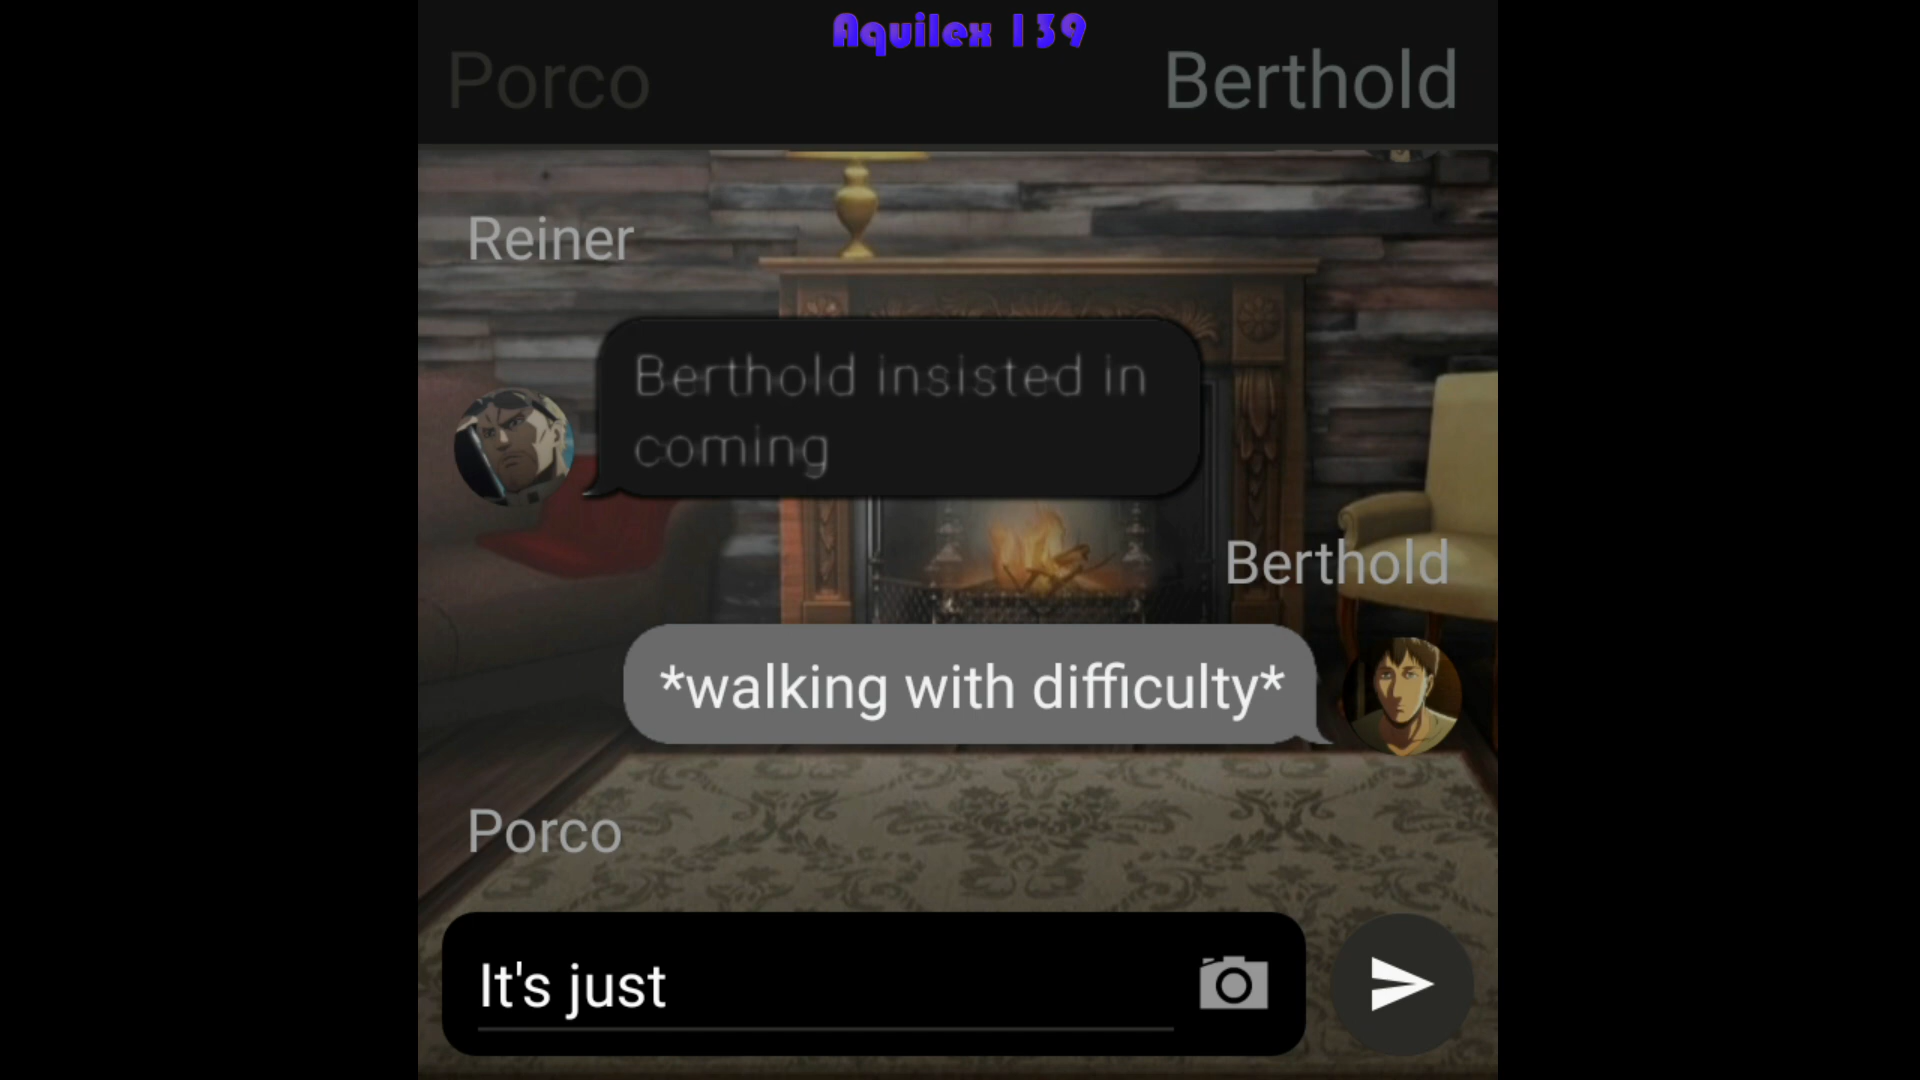 Aquilex 139
Porco
Berthold
Reiner
Berthold insisted in
coming
Berthold
*walking with difficulty*
Porco
It's just